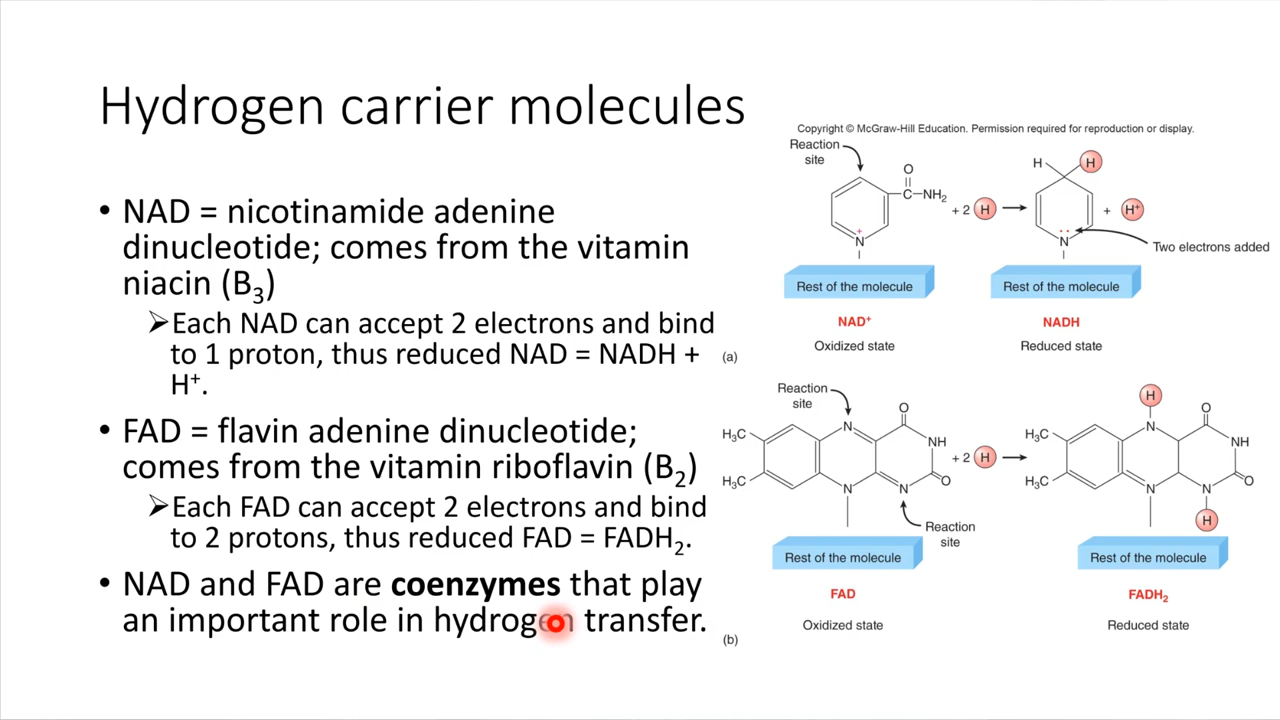 Hydrogen carrier molecules
• NAD = nicotinamide adenine
dinucleotide; comes from the vitamin
niacin (B₃)
➢Each NAD can accept 2 electrons and bind
to 1 proton, thus reduced NAD = NADH +
H⁺.
• FAD = flavin adenine dinucleotide;
comes from the vitamin riboflavin (B₂)
➢Each FAD can accept 2 electrons and bind
to 2 protons, thus reduced FAD = FADH₂.
• NAD and FAD are coenzymes that play
an important role in hydrogen transfer.
Copyright © McGraw-Hill Education. Permission required for reproduction or display.
Reaction
site
O
C–NH₂
N
+
+ 2 H
H
H
N
+ H⁺
Two electrons added
Rest of the molecule
Rest of the molecule
NAD⁺
NADH
Oxidized state
Reduced state
(a)
Reaction
site
H₃C
H₃C
N
N
O
NH
O
N
+ 2 H
Reaction
site
H
H₃C
H₃C
N
N
O
NH
O
N
H
Rest of the molecule
Rest of the molecule
FAD
FADH₂
Oxidized state
Reduced state
(b)